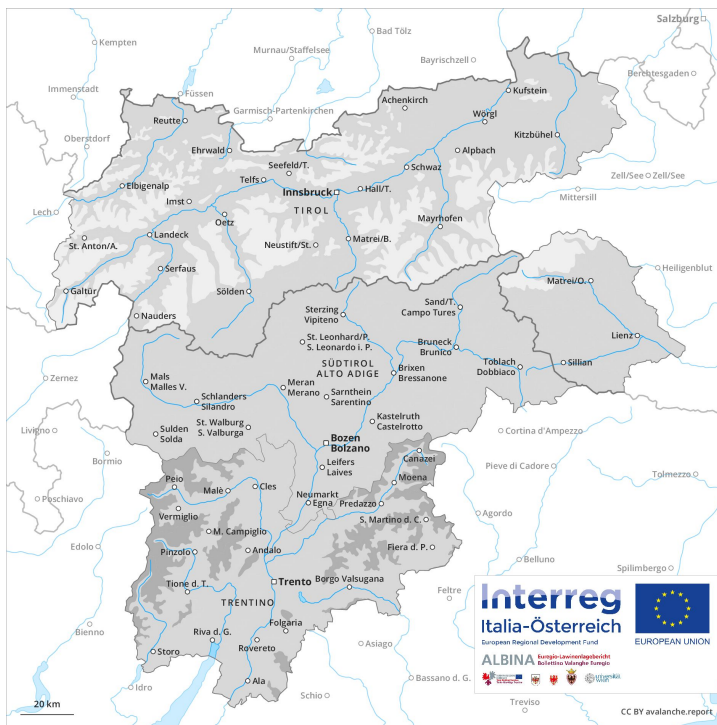 Salzburg
Kempten
Bad Tölz
Murnau/Staffelsee
Bayrischzell
Berchtesgaden
Immenstadt
Füssen
Kufstein
Achenkirch
Garmisch-Partenkirchen
Reutte
Wörgl
Oberstdorf
Kitzbühel
Ehrwald
Alpbach
Seefeld/T.
Schwaz
Telfs
Zell/See
Zell/See
Elbigenalp
Innsbruck
Hall/T.
Mittersill
Imst
TIROL
Lech
Oetz
Mayrhofen
Landeck
St. Anton/A.
Neustift/St.
Matrei/B.
Serfaus
Heiligenblut
Matrei/O.
Galtür
Sölden
Nauders
Sand/T.
Campo Tures
Sterzing
Vipiteno
Lienz
St. Leonhard/P.
S. Leonardo i. P.
Bruneck
Brunico
SÜDTIROL
ALTO ADIGE
Toblach
Dobbiaco
Sillian
Brixen
Bressanone
Zernez
Mals
Malles V.
Meran
Merano
Schlanders
Silandro
Sarnthein
Sarentino
Kastelruth
Castelrotto
St. Walburg
S. Valburga
Livigno
Sulden
Solda
Cortina d'Ampezzo
Bozen
Bolzano
Bormio
Canazei
Pieve di Cadore
Leifers
Laives
Tolmezzo
Peio
Moena
Malè
Cles
Poschiavo
Neumarkt
Egna
Predazzo
Vermiglio
Agordo
S. Martino d. C.
M. Campiglio
Edolo
Pinzolo
Andalo
Fiera d. P.
Belluno
Spilimbergo
Trento
Borgo Valsugana
Tione d. T.
Feltre
TRENTINO
Folgaria
Bienno
Riva d. G.
Rovereto
Asiago
Storo
Idro
Ala
Schio
Bassano d. G.
Treviso
Interreg
Italia-Österreich
European Regional Development Fund
EUROPEAN UNION
ALBINA
Euregio-Lawinenlagebericht
Bollettino Valanghe Euregio
20 km
CC BY avalanche.report